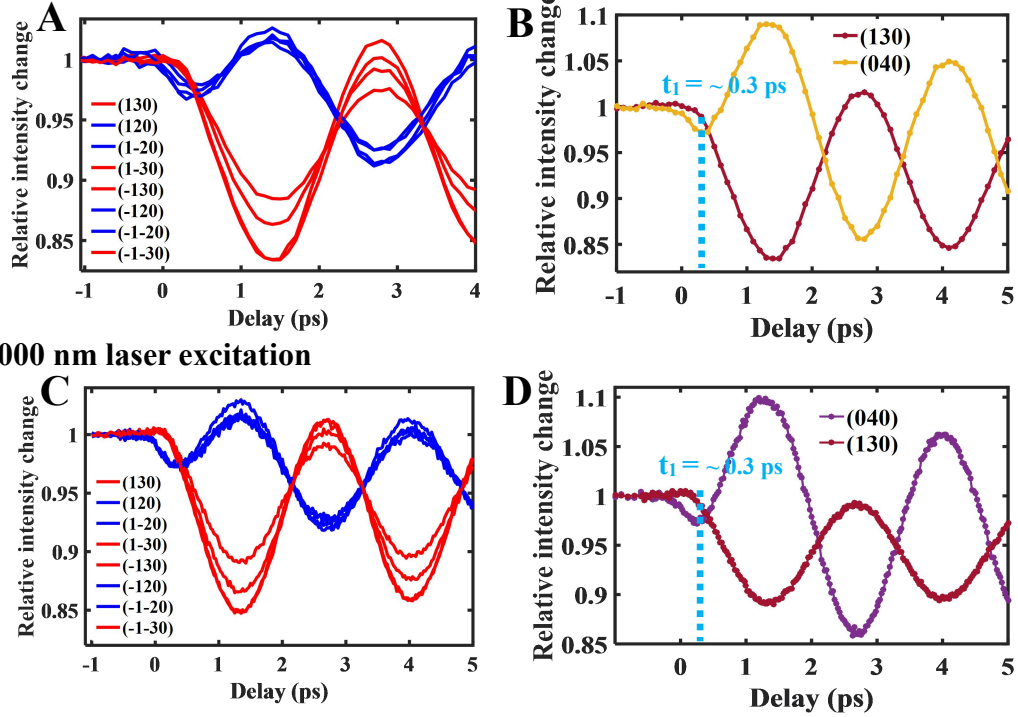 A
Relative intensity change
1
0.95
0.9
0.85
(130)
(120)
(1-20)
(1-30)
(-130)
(-120)
(-1-20)
(-1-30)
-1 0 1 2 3 4
Delay (ps)
B
Relative intensity change
1.1
1.05
1
0.95
0.9
0.85
(130)
(040)
t1 = ~ 0.3 ps
-1 0 1 2 3 4 5
Delay (ps)
000 nm laser excitation
C
Relative intensity change
1
0.95
0.9
0.85
(130)
(120)
(1-20)
(1-30)
(-130)
(-120)
(-1-20)
(-1-30)
-1 0 1 2 3 4 5
Delay (ps)
D
Relative intensity change
1.1
1.05
1
0.95
0.9
0.85
(040)
(130)
t1 = ~ 0.3 ps
0 1 2 3 4 5
Delay (ps)